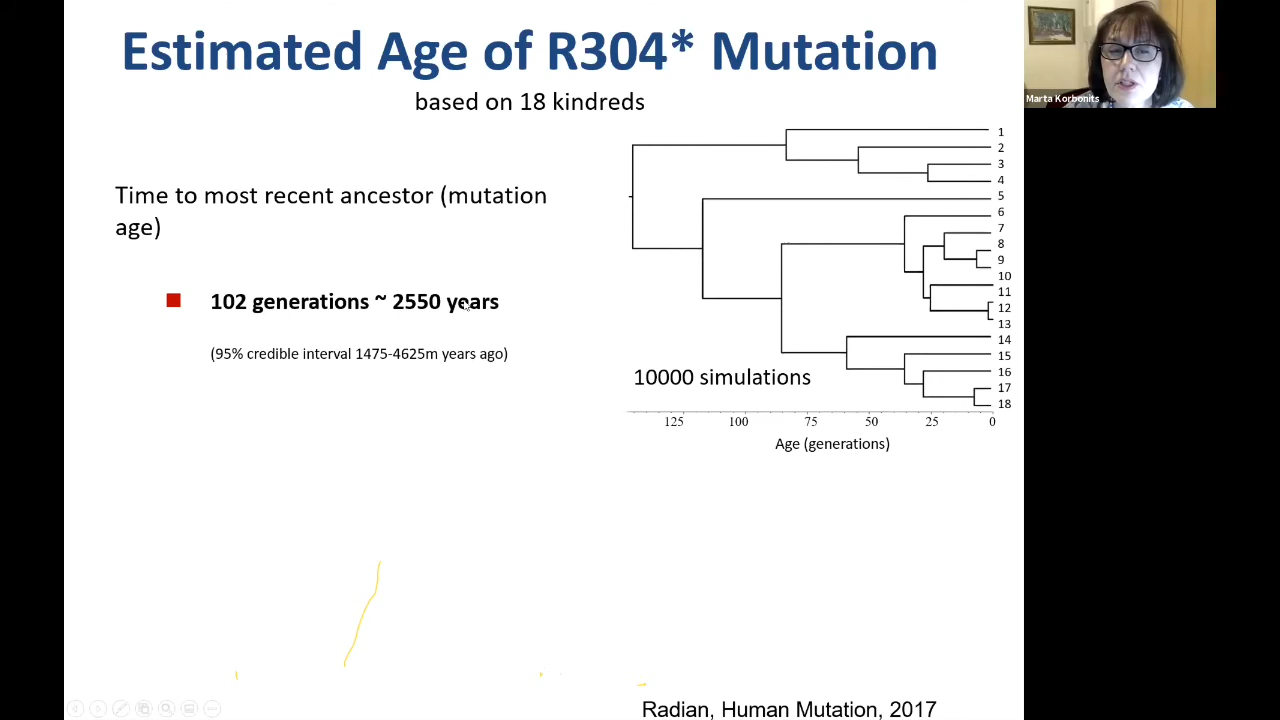 Estimated Age of R304* Mutation
based on 18 kindreds
Marta Korbonits
Time to most recent ancestor (mutation
age)
102 generations ~ 2550 years
(95% credible interval 1475-4625m years ago)
1
2
3
4
5
6
7
8
9
10
11
12
13
14
15
16
17
18
10000 simulations
125 100 75 50 25 0
Age (generations)
Radian, Human Mutation, 2017